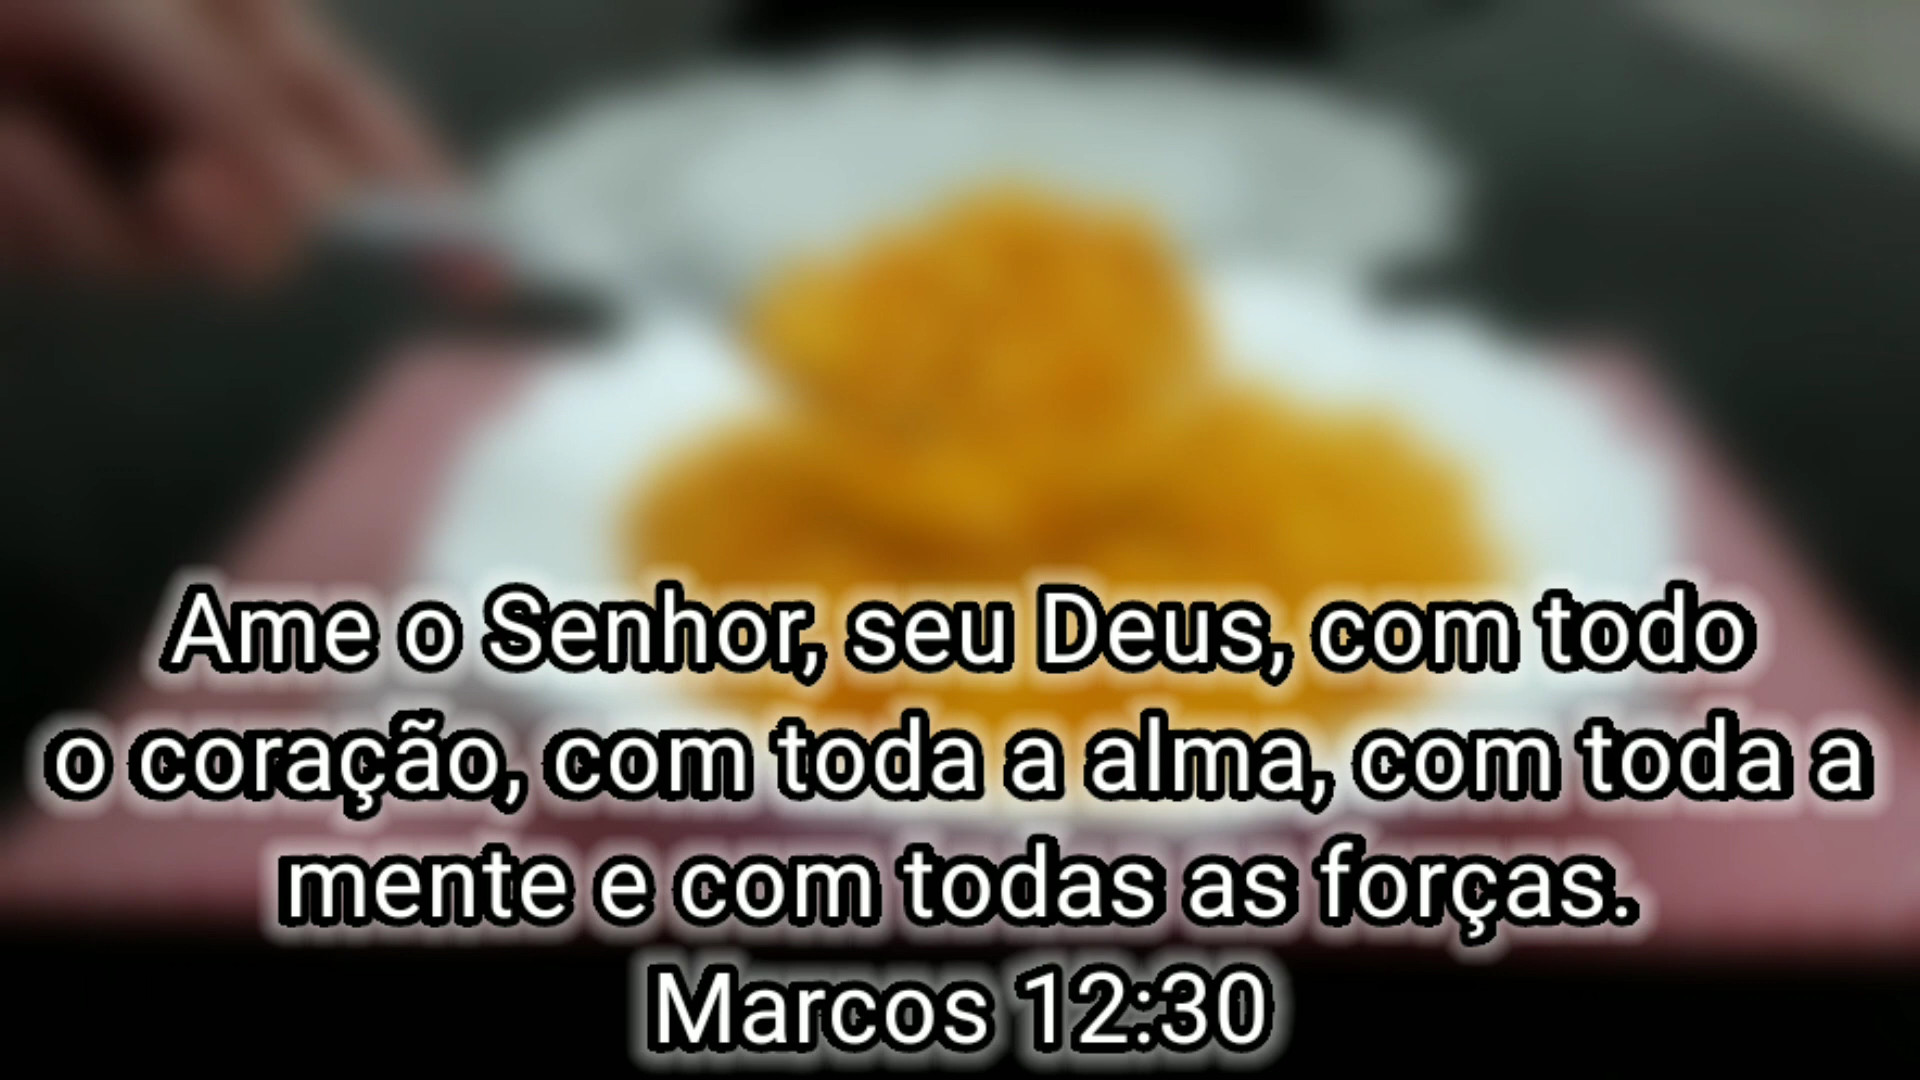 Ame o Senhor, seu Deus, com todo
o coração, com toda a alma, com toda a
mente e com todas as forças.
Marcos 12:30